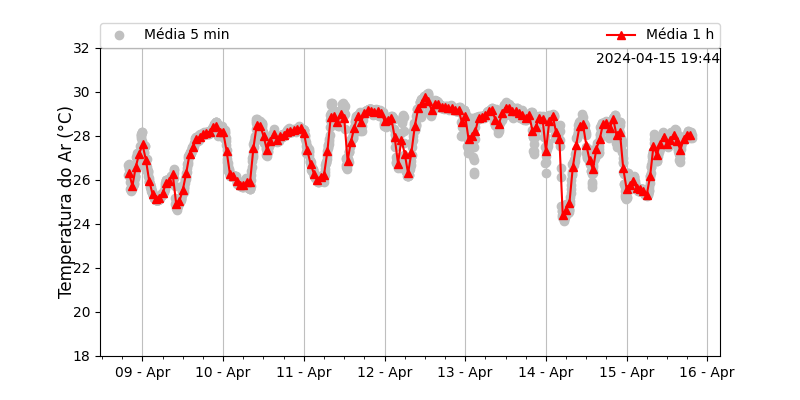 Média 5 min
Média 1 h
2024-04-15 19:44
Temperatura do Ar (°C)
32
30
28
26
24
22
20
18
09 - Apr
10 - Apr
11 - Apr
12 - Apr
13 - Apr
14 - Apr
15 - Apr
16 - Apr